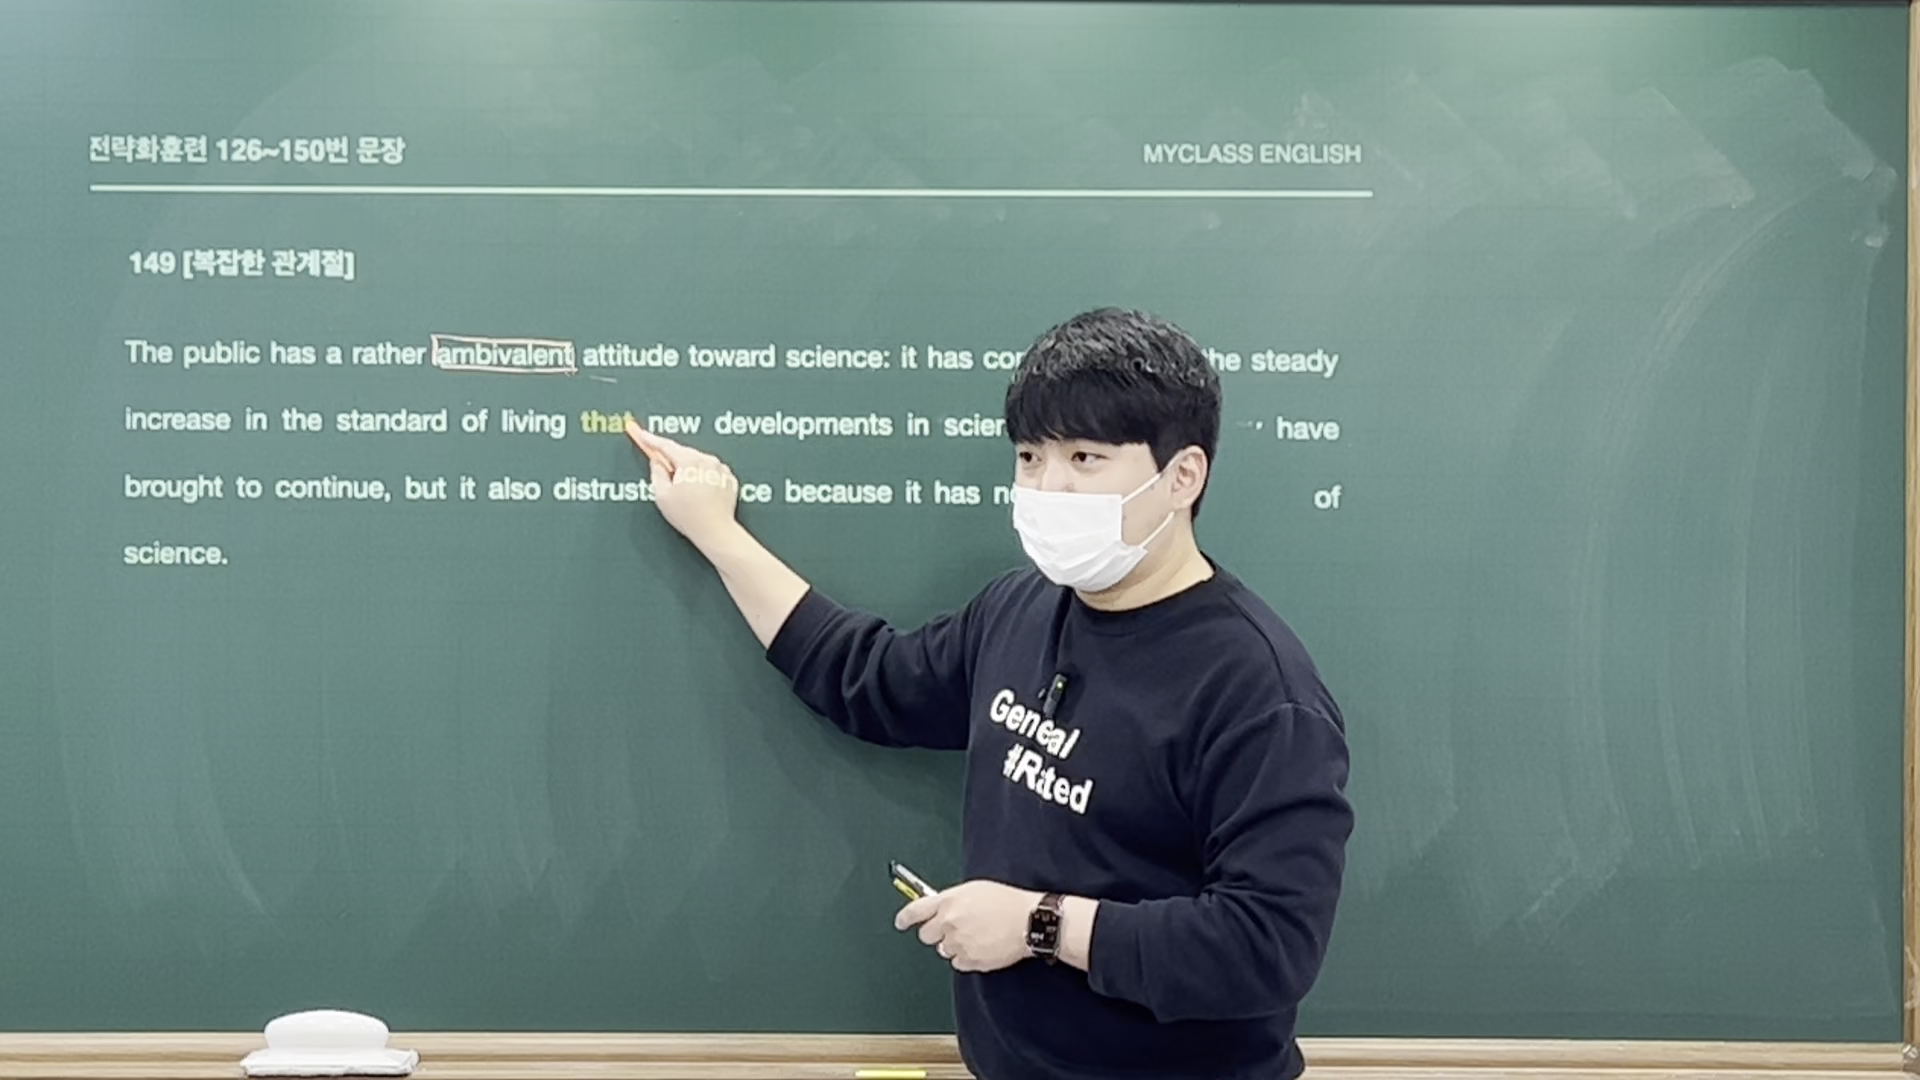 전략화훈련 126~150번 문장
MYCLASS ENGLISH
149 [복잡한 관계절]
The public has a rather ambivalent attitude toward science: it has the steady
increase in the standard of living that new developments in have
brought to continue, but it also distrusts science because it has of
science.
General
#Rated